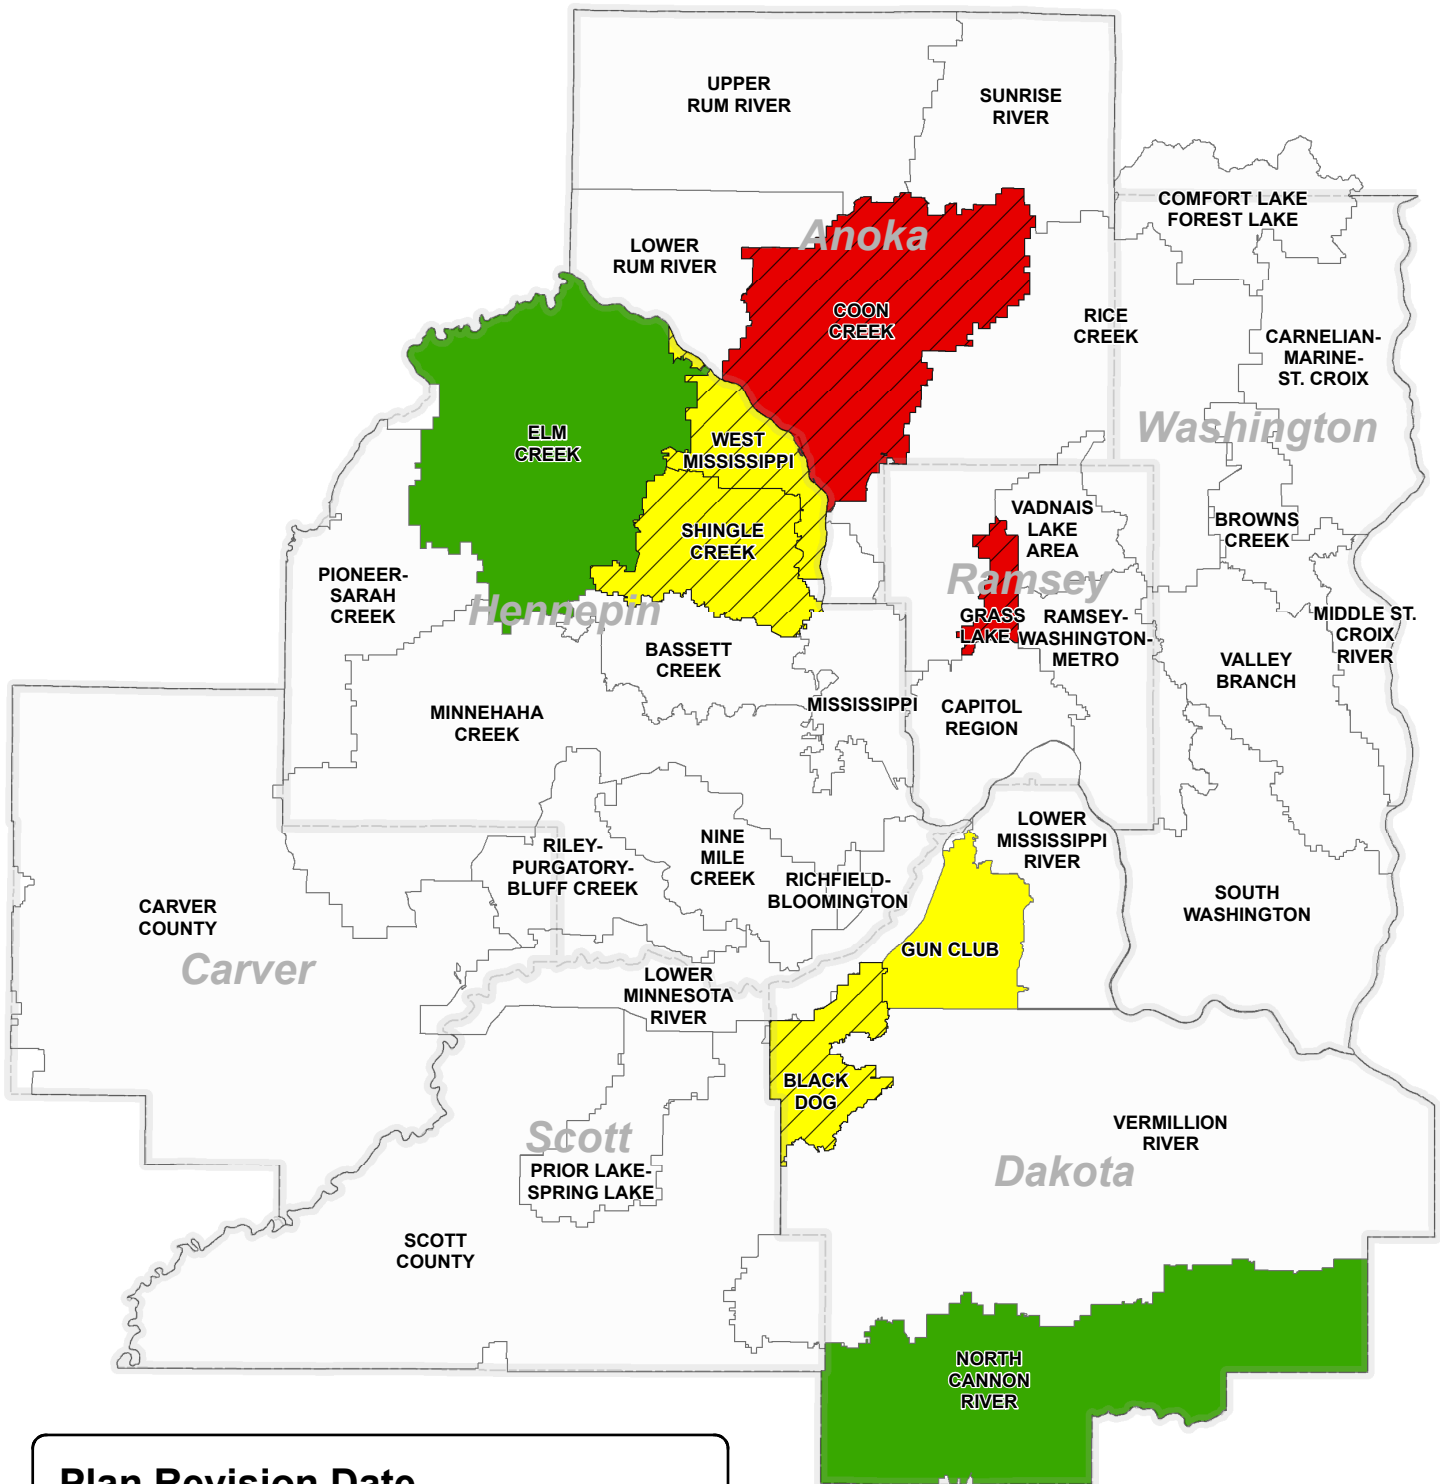 UPPER
RUM RIVER
SUNRISE
RIVER
COMFORT LAKE
FOREST LAKE
Anoka
LOWER
RUM RIVER
COON
CREEK
RICE
CREEK
CARNELIAN-
MARINE-
ST. CROIX
Washington
ELM
CREEK
WEST
MISSISSIPPI
SHINGLE
CREEK
VADNAIS
LAKE
AREA
BROWNS
CREEK
PIONEER-
SARAH
CREEK
Hennepin
Ramsey
GRASS
LAKE
RAMSEY-
WASHINGTON-
METRO
MIDDLE ST.
CROIX
RIVER
BASSETT
CREEK
VALLEY
BRANCH
MINNEHAHA
CREEK
MISSISSIPPI
CAPITOL
REGION
LOWER
MISSISSIPPI
RIVER
RILEY-
PURGATORY-
BLUFF CREEK
NINE
MILE
CREEK
RICHFIELD-
BLOOMINGTON
CARVER
COUNTY
SOUTH
WASHINGTON
Carver
GUN CLUB
LOWER
MINNESOTA
RIVER
BLACK
DOG
VERMILLION
RIVER
Scott
PRIOR LAKE-
SPRING LAKE
Dakota
SCOTT
COUNTY
NORTH
CANNON
RIVER
Plan Revision Date